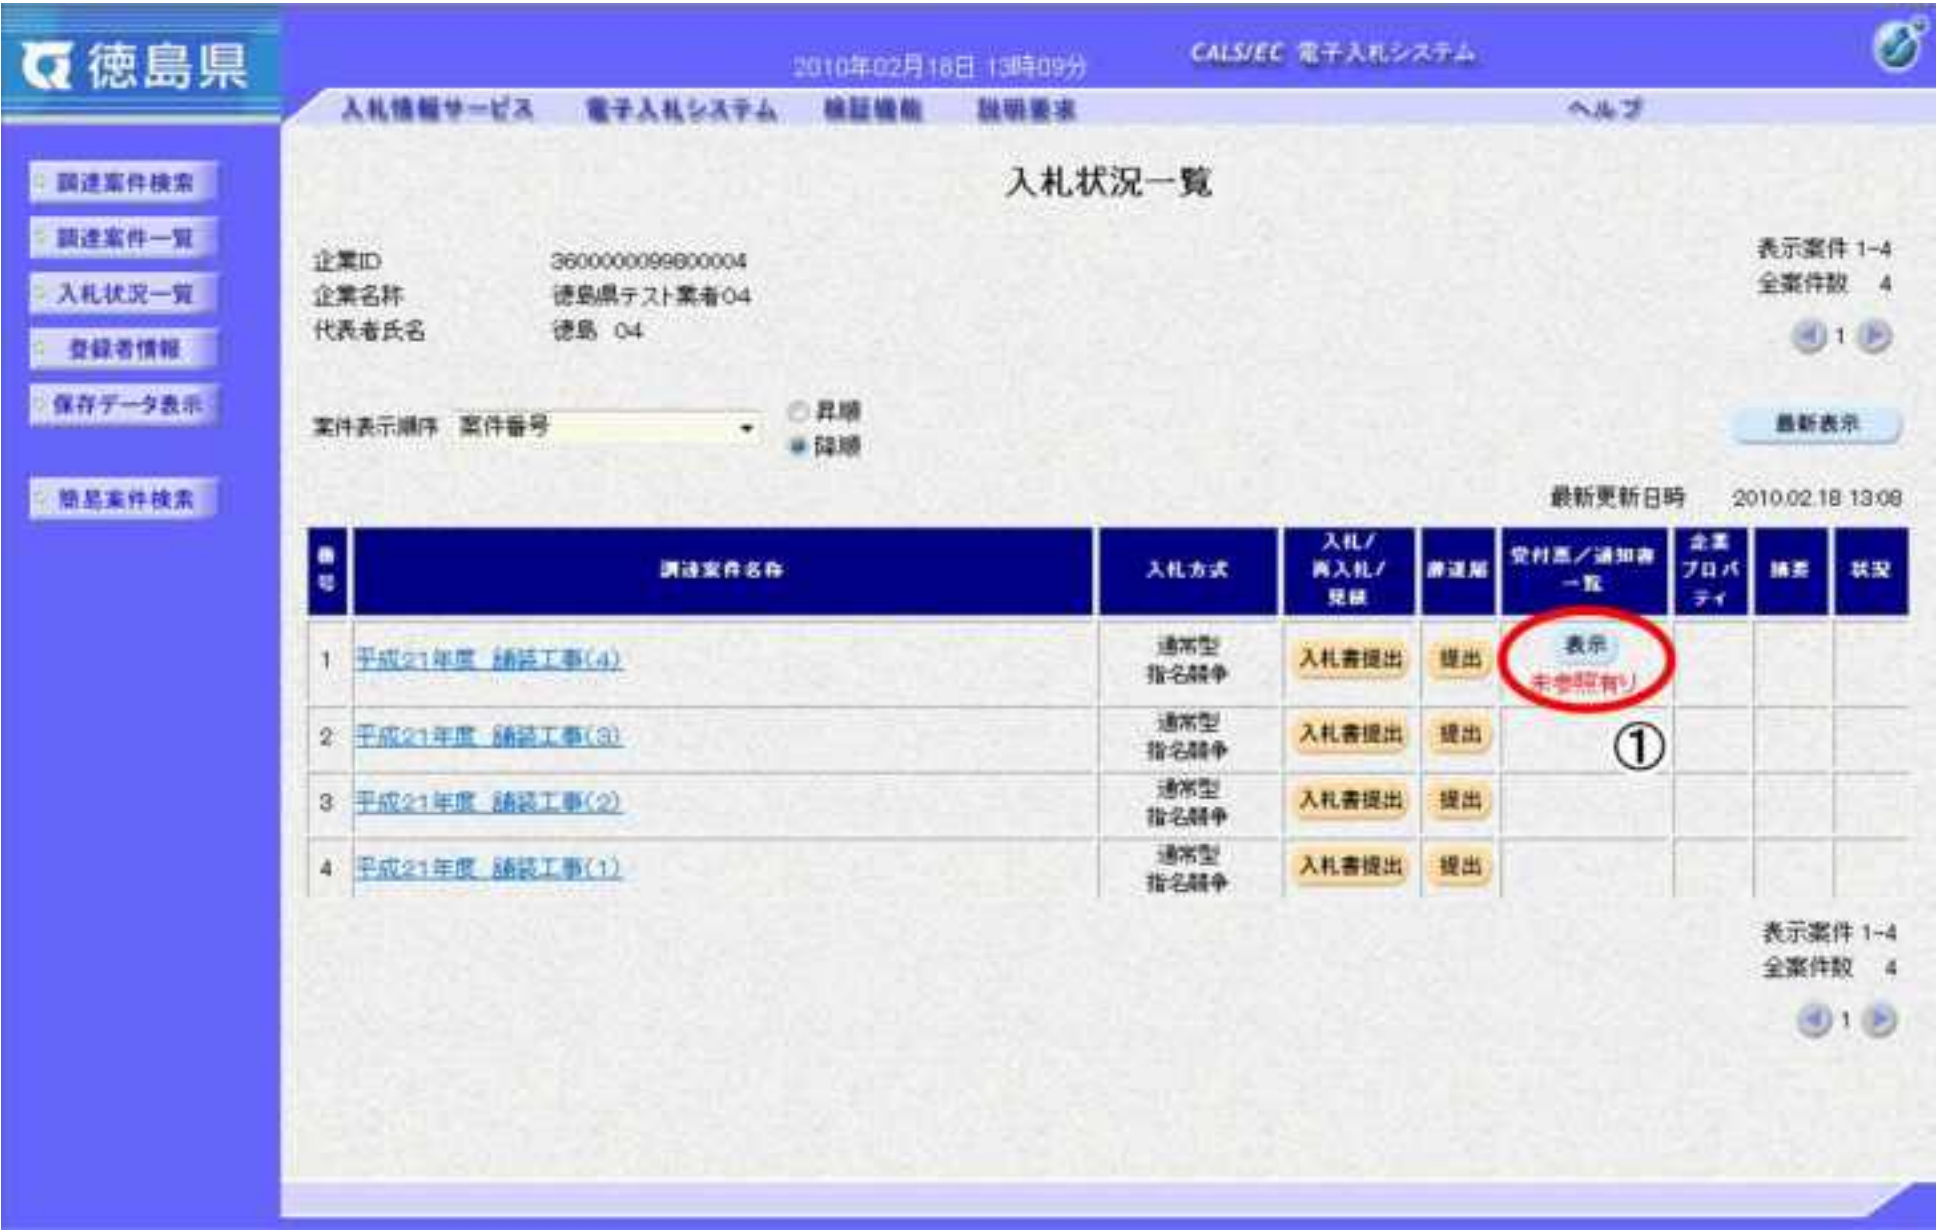 徳島県
2010年02月18日 13時09分
CALS/EC 電子入札システム
入札情報サービス 電子入札システム 検証機能 説明要求 ヘルプ
調達案件検索
調達案件一覧
入札状況一覧
登録者情報
保存データ表示
簡易案件検索
入札状況一覧
企業ID 3600000099800004
企業名称 徳島県テスト業者04
代表者氏名 徳島 04
表示案件 1-4
全案件数 4
1
案件表示順序 案件番号
昇順
降順
最新表示
最新更新日時 2010.02.18 13:08
番号 調達案件名称 入札方式 入札/再入札/見積 辞退届 受付票/通知書一覧 企業プロパティ 摘要 状況
1 平成21年度 舗装工事(4) 通常型指名競争 入札書提出 提出 表示
未参照有り
①
2 平成21年度 舗装工事(3) 通常型指名競争 入札書提出 提出
3 平成21年度 舗装工事(2) 通常型指名競争 入札書提出 提出
4 平成21年度 舗装工事(1) 通常型指名競争 入札書提出 提出
表示案件 1-4
全案件数 4
1